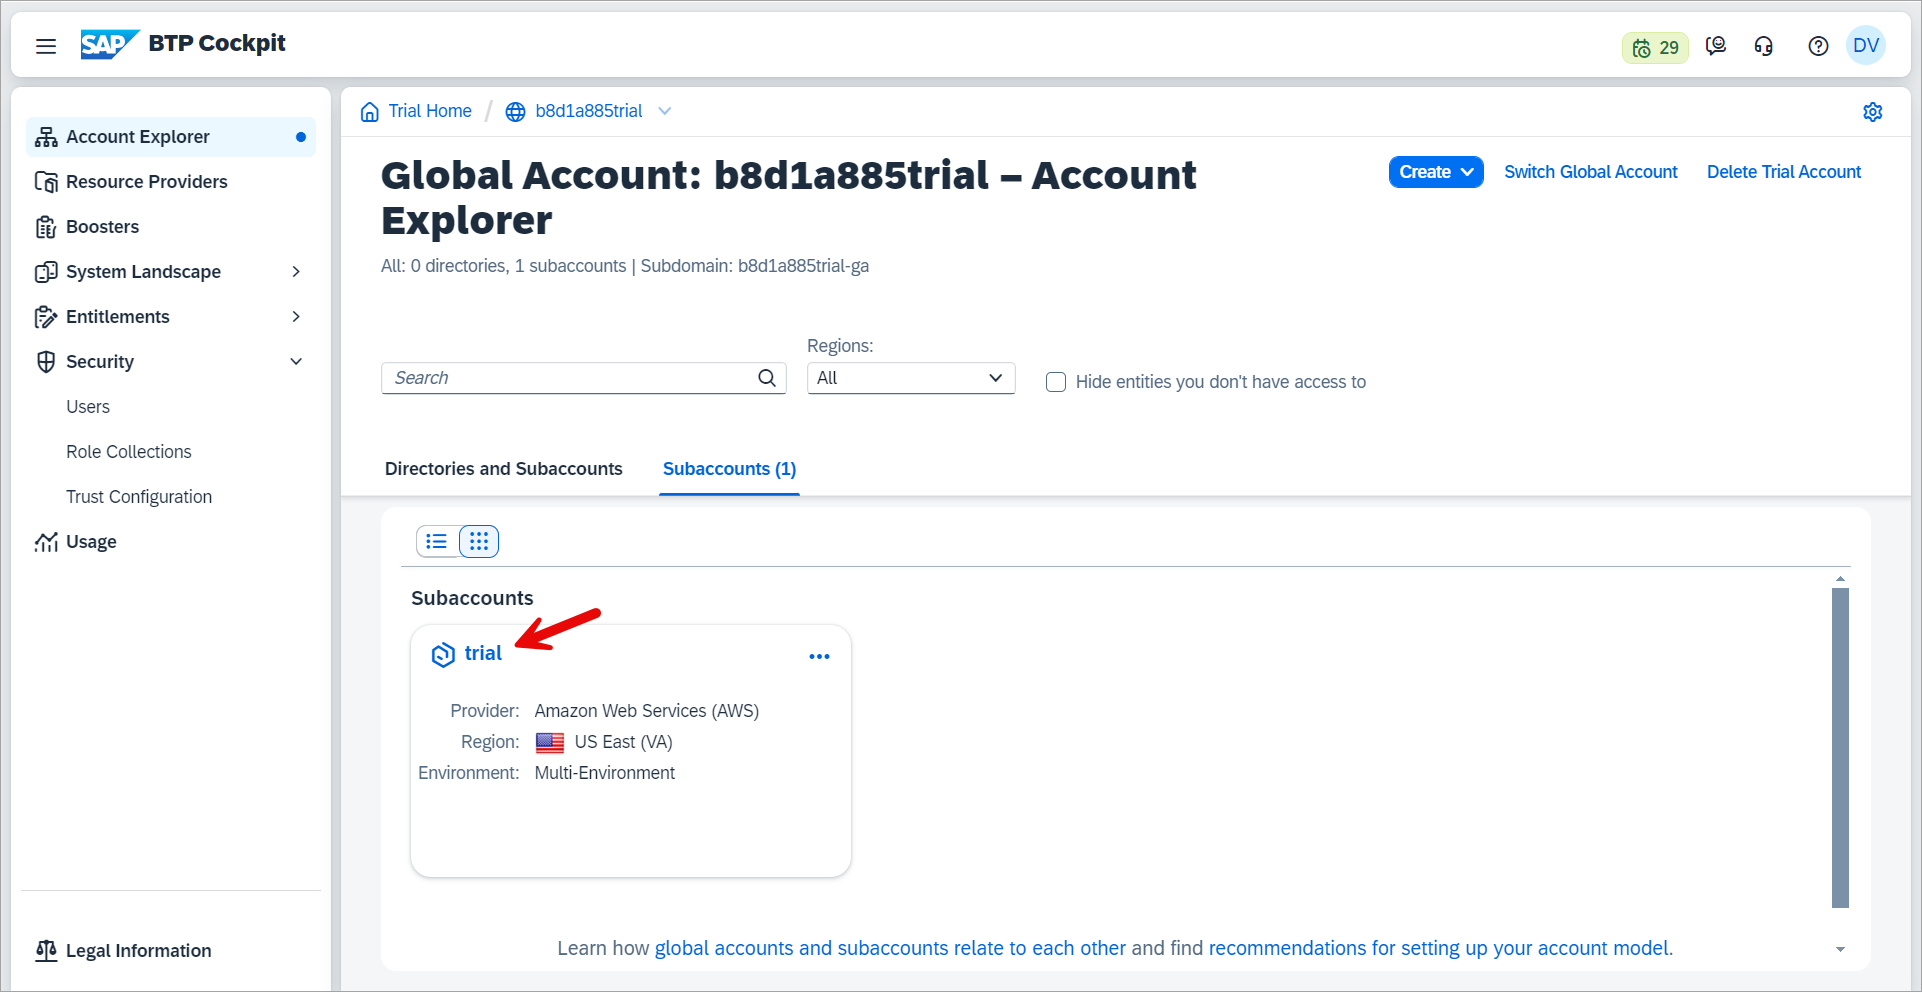 SAP BTP Cockpit
29
DV
Account Explorer
Resource Providers
Boosters
System Landscape
Entitlements
Security
Users
Role Collections
Trust Configuration
Usage
Legal Information
Trial Home / b8d1a885trial
Global Account: b8d1a885trial – Account
Explorer
Create
Switch Global Account
Delete Trial Account
All: 0 directories, 1 subaccounts | Subdomain: b8d1a885trial-ga
Regions:
Search
All
Hide entities you don't have access to
Directories and Subaccounts
Subaccounts (1)
Subaccounts
trial
Provider: Amazon Web Services (AWS)
Region: US East (VA)
Environment: Multi-Environment
Learn how global accounts and subaccounts relate to each other and find recommendations for setting up your account model.